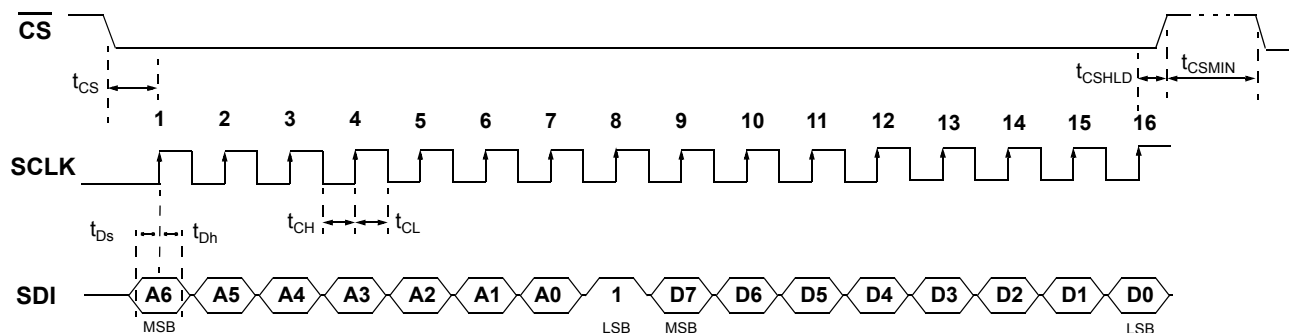 CS
tCS
tCSHLD
tCSMIN
1 2 3 4 5 6 7 8 9 10 11 12 13 14 15 16
SCLK
tDs
tDh
tCH
tCL
SDI
A6 A5 A4 A3 A2 A1 A0 1 D7 D6 D5 D4 D3 D2 D1 D0
MSB LSB MSB LSB